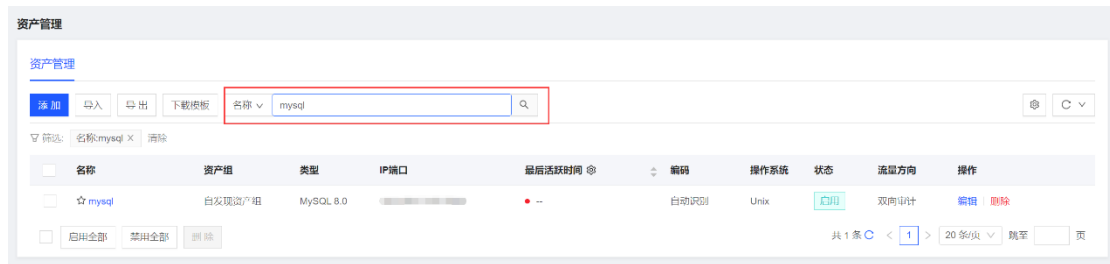 资产管理
资产管理
添 加 导入 导 出 下载模板 名称 mysql
筛选: 名称:mysql × 清除
名称 资产组 类型 IP端口 最后活跃时间 编码 操作系统 状态 流量方向 操作
mysql 自发现资产组 MySQL 8.0 -- 自动识别 Unix 启用 双向审计 编辑 删除
启用全部 禁用全部 删 除 共 1 条 < 1 > 20 条/页 跳至 页